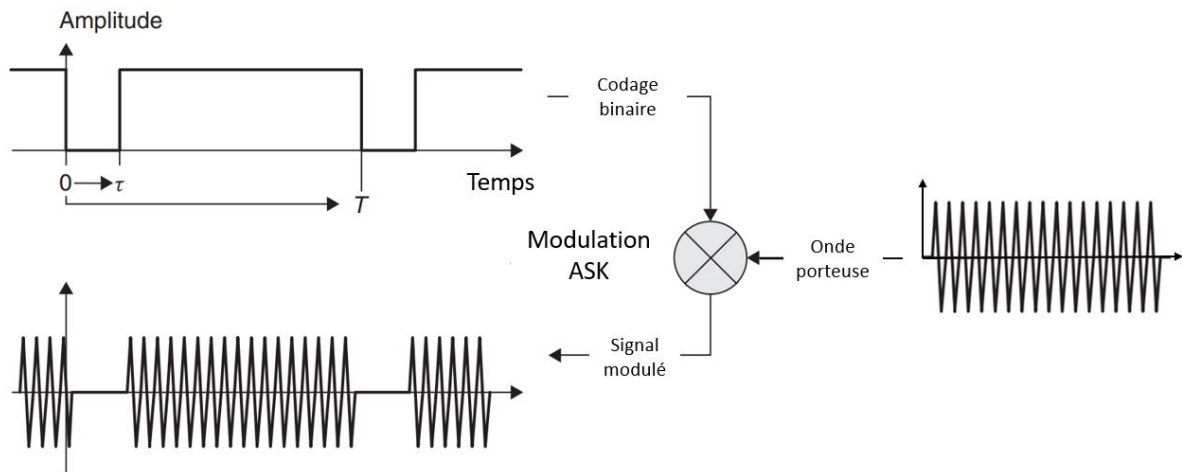 Amplitude
Codage
binaire
0
τ
Temps
T
Modulation
ASK
Onde
porteuse
Signal
modulé